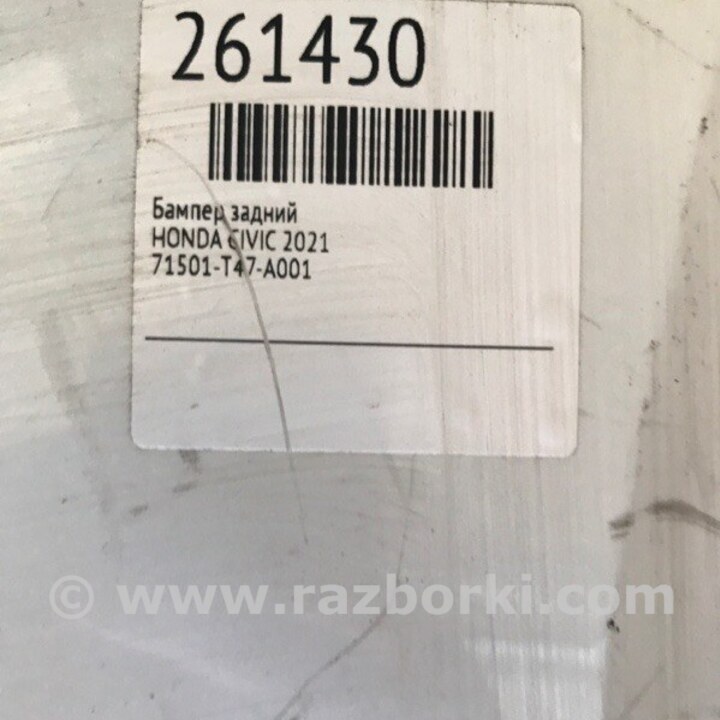 261430
Бампер задний
HONDA CIVIC 2021
71501-T47-A001
© www.razborki.com